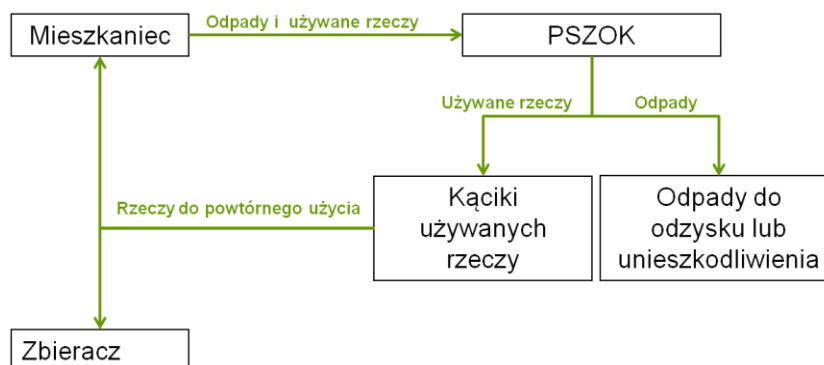 Mieszkaniec
Odpady i używane rzeczy
PSZOK
Używane rzeczy
Odpady
Rzeczy do powtórnego użycia
Kąciki
używanych
rzeczy
Odpady do
odzysku lub
unieszkodliwienia
Zbieracz